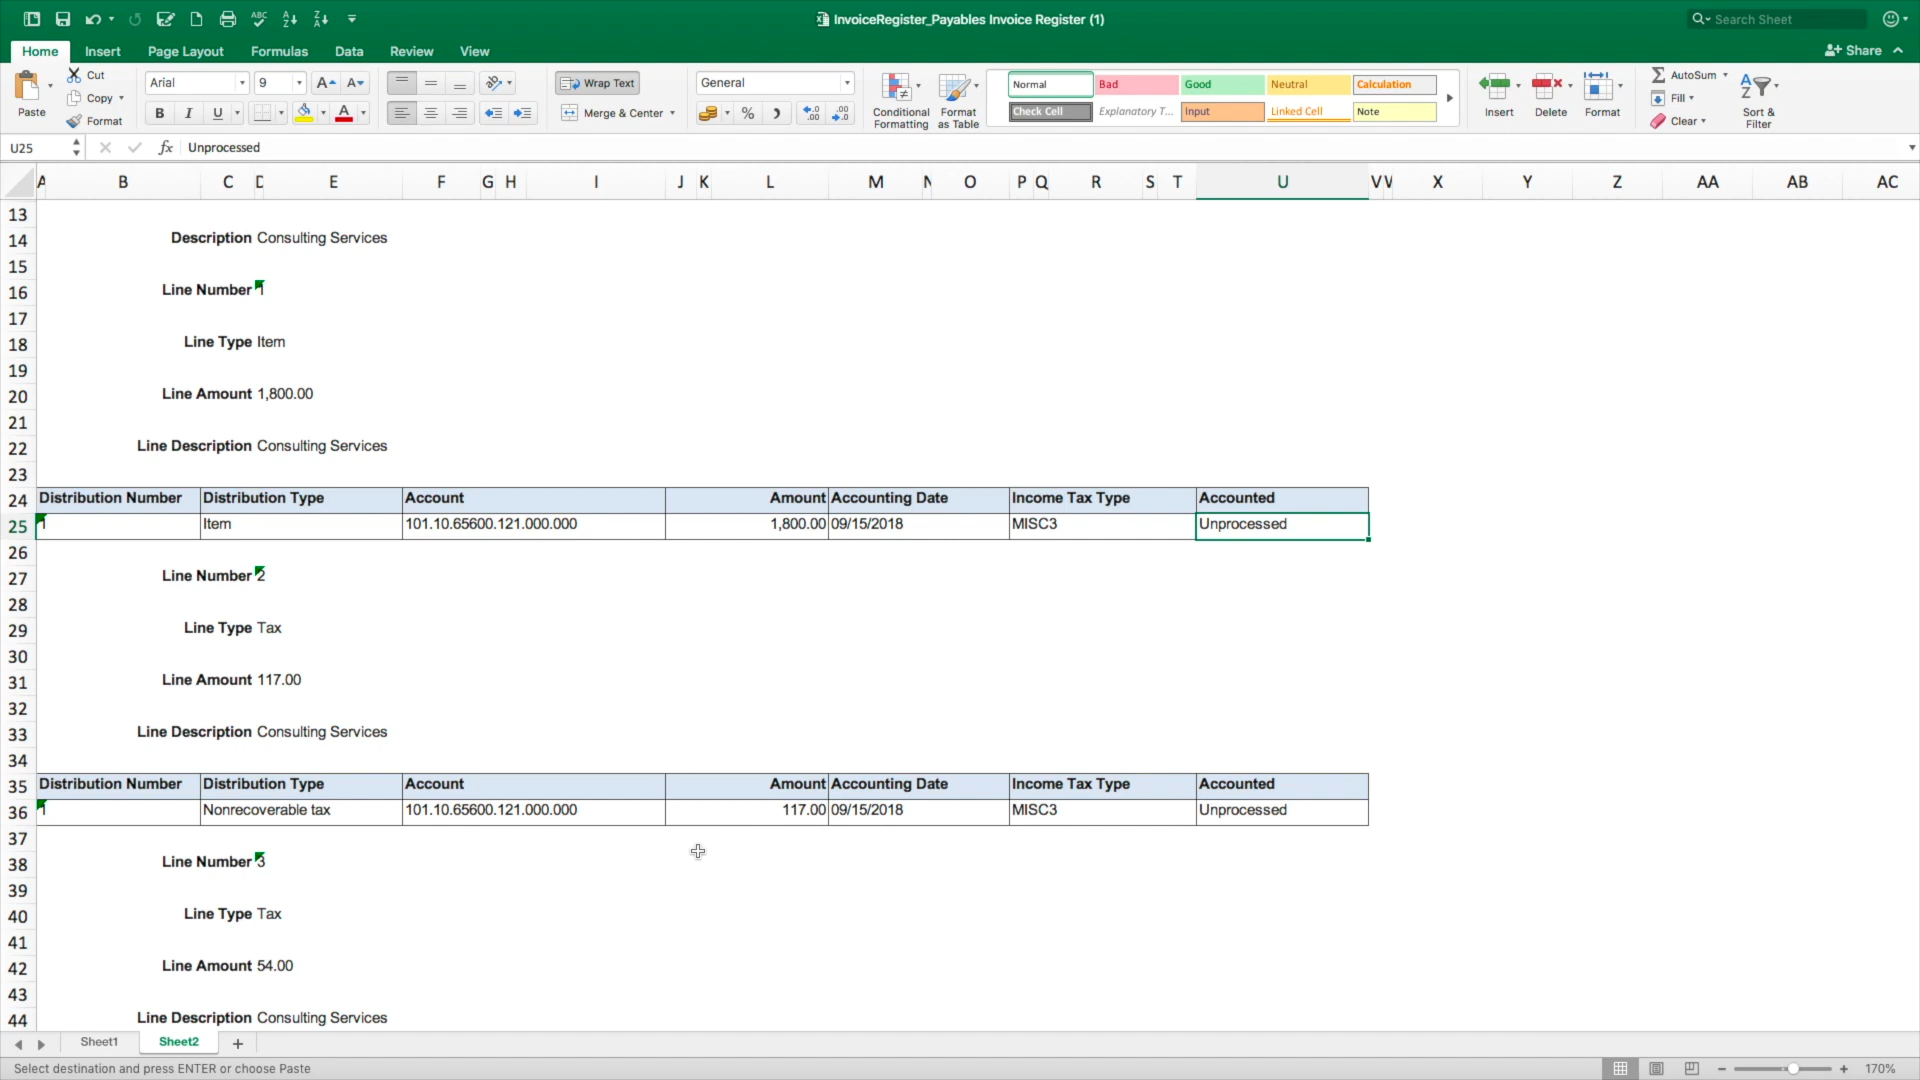 InvoiceRegister_Payables Invoice Register (1)
Search Sheet
Home Insert Page Layout Formulas Data Review View
Share
Paste
Cut
Copy
Format
Arial 9
B I U
Wrap Text
Merge & Center
General
Conditional Formatting
Format as Table
Normal Bad Good Neutral Calculation
Check Cell Explanatory T... Input Linked Cell Note
Insert Delete Format
AutoSum
Fill
Clear
Sort & Filter
U25 fx Unprocessed
A B C D E F G H I J K L M N O P Q R S T U V W X Y Z AA AB AC
13
14 Description Consulting Services
15
16 Line Number 1
17
18 Line Type Item
19
20 Line Amount 1,800.00
21
22 Line Description Consulting Services
23
24 Distribution Number Distribution Type Account Amount Accounting Date Income Tax Type Accounted
25 1 Item 101.10.65600.121.000.000 1,800.00 09/15/2018 MISC3 Unprocessed
26
27 Line Number 2
28
29 Line Type Tax
30
31 Line Amount 117.00
32
33 Line Description Consulting Services
34
35 Distribution Number Distribution Type Account Amount Accounting Date Income Tax Type Accounted
36 1 Nonrecoverable tax 101.10.65600.121.000.000 117.00 09/15/2018 MISC3 Unprocessed
37
38 Line Number 3
39
40 Line Type Tax
41
42 Line Amount 54.00
43
44 Line Description Consulting Services
Sheet1 Sheet2 +
Select destination and press ENTER or choose Paste
170%